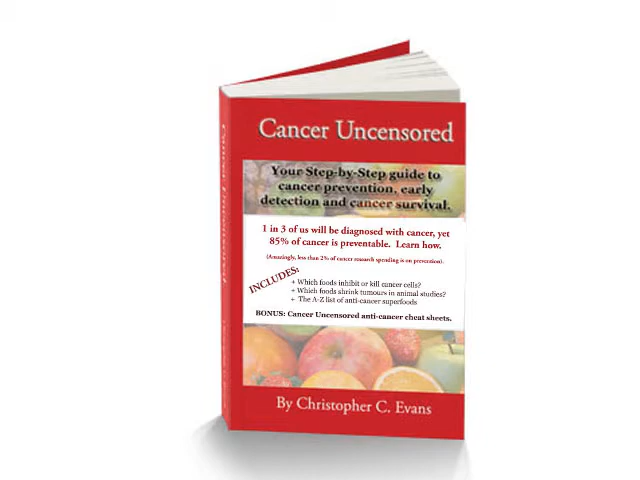 Cancer Uncensored
Your Step-by-Step guide to
cancer prevention, early
detection and cancer survival.
1 in 3 of us will be diagnosed with cancer, yet
85% of cancer is preventable. Learn how.
(Amazingly, less than 2% of cancer research spending is on prevention).
INCLUDES:
+ Which foods inhibit or kill cancer cells?
+ Which foods shrink tumours in animal studies?
+ The A-Z list of anti-cancer superfoods
BONUS: Cancer Uncensored anti-cancer cheat sheets.
By Christopher C. Evans
Cancer Uncensored